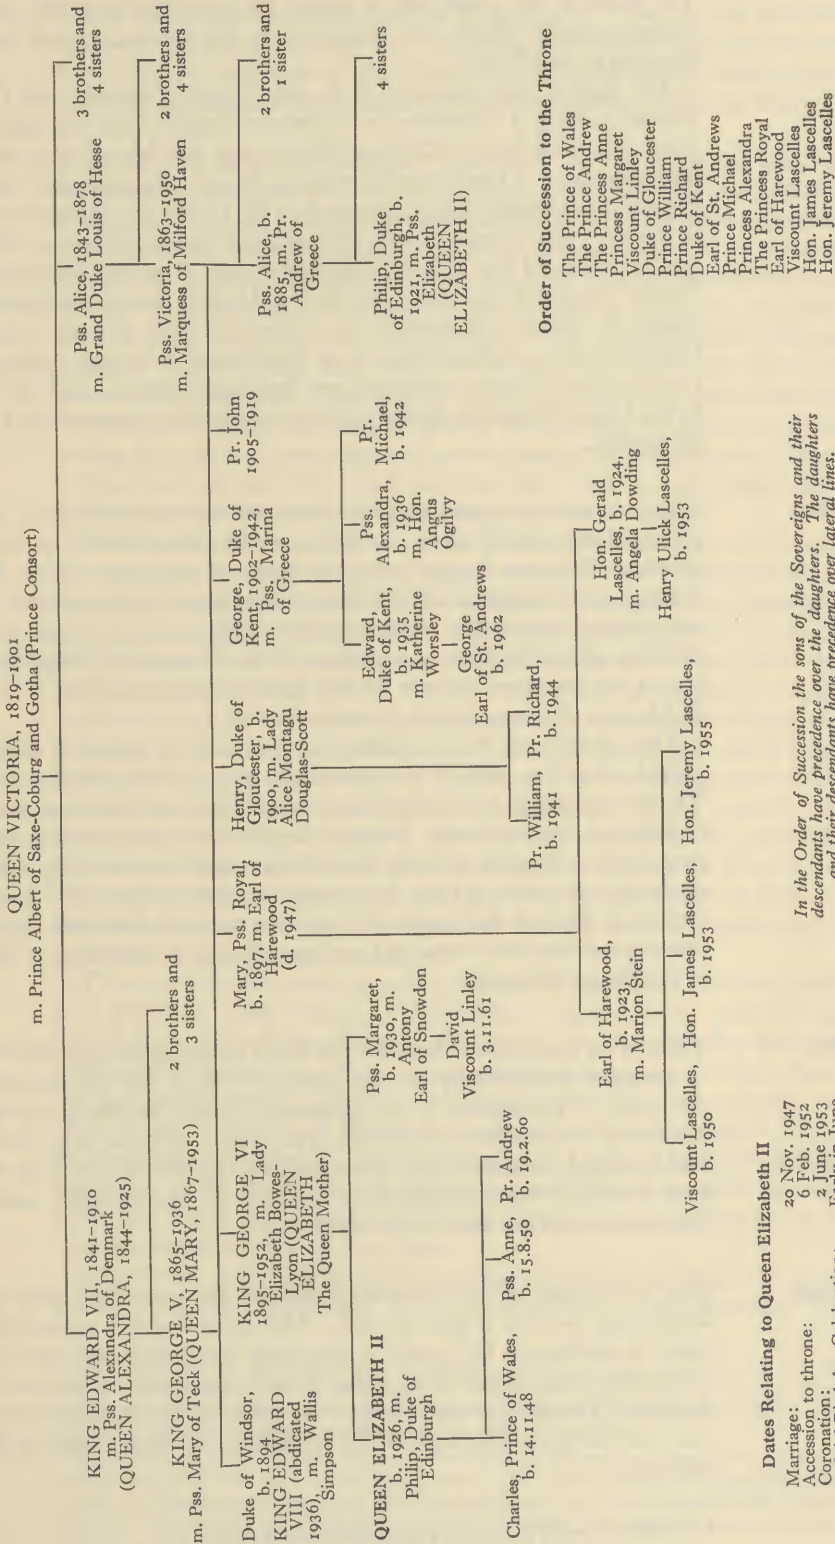 QUEEN VICTORIA, 1819-1901
m. Prince Albert of Saxe-Coburg and Gotha (Prince Consort)
KING EDWARD VII, 1841-1910
m. Pss. Alexandra of Denmark
(QUEEN ALEXANDRA, 1844-1925)
Pss. Alice, 1843-1878
m. Grand Duke Louis of Hesse
3 brothers and
4 sisters
KING GEORGE V, 1865-1936
m. Pss. Mary of Teck (QUEEN MARY, 1867-1953)
2 brothers and
3 sisters
Pss. Victoria, 1863-1950
m. Marquess of Milford Haven
2 brothers and
4 sisters
Duke of Windsor,
b. 1894
KING EDWARD
VIII (abdicated
1936), m. Wallis
Simpson
KING GEORGE VI
1895-1952, m. Lady
Elizabeth Bowes-
Lyon (QUEEN
ELIZABETH
The Queen Mother)
Mary, Pss. Royal,
b. 1897, m. Earl of
Harewood
(d. 1947)
Henry, Duke of
Gloucester, b.
1900, m. Lady
Alice Montagu
Douglas-Scott
George, Duke of
Kent, 1902-1942,
m. Pss. Marina
of Greece
Pr. John
1905-1919
Pss. Alice, b.
1885, m. Pr.
Andrew of
Greece
2 brothers and
1 sister
QUEEN ELIZABETH II
b. 1926, m.
Philip, Duke of
Edinburgh
Pss. Margaret,
b. 1930, m.
Antony
Earl of Snowdon
David
Viscount Linley
b. 3.11.61
Edward,
Duke of Kent,
b. 1935
m. Katherine
Worsley
George
Earl of St. Andrews
b. 1962
Pss.
Alexandra,
b. 1936
m. Hon.
Angus
Ogilvy
Pr.
Michael,
b. 1942
Philip, Duke
of Edinburgh, b.
1921, m. Pss.
Elizabeth
(QUEEN
ELIZABETH II)
4 sisters
Charles, Prince of Wales,
b. 14.11.48
Pss. Anne,
b. 15.8.50
Pr. Andrew
b. 19.2.60
Pr. William,
b. 1941
Pr. Richard,
b. 1944
Earl of Harewood,
b. 1923,
m. Marion Stein
Hon. Gerald
Lascelles, b. 1924,
m. Angela Dowding
Henry Ulick Lascelles,
b. 1953
Viscount Lascelles,
b. 1950
Hon. James Lascelles,
b. 1953
Hon. Jeremy Lascelles,
b. 1955
Order of Succession to the Throne
The Prince of Wales
The Prince Andrew
The Princess Anne
Princess Margaret
Viscount Linley
Duke of Gloucester
Prince William
Prince Richard
Duke of Kent
Earl of St. Andrews
Prince Michael
Princess Alexandra
The Princess Royal
Earl of Harewood
Viscount Lascelles
Hon. James Lascelles
Hon. Jeremy Lascelles
Dates Relating to Queen Elizabeth II
Marriage: 20 Nov. 1947
Accession to throne: 6 Feb. 1952
Coronation: 2 June 1953
In the Order of Succession the sons of the Sovereigns and their
descendants have precedence over the daughters. The daughters
and their descendants have precedence over lateral lines.